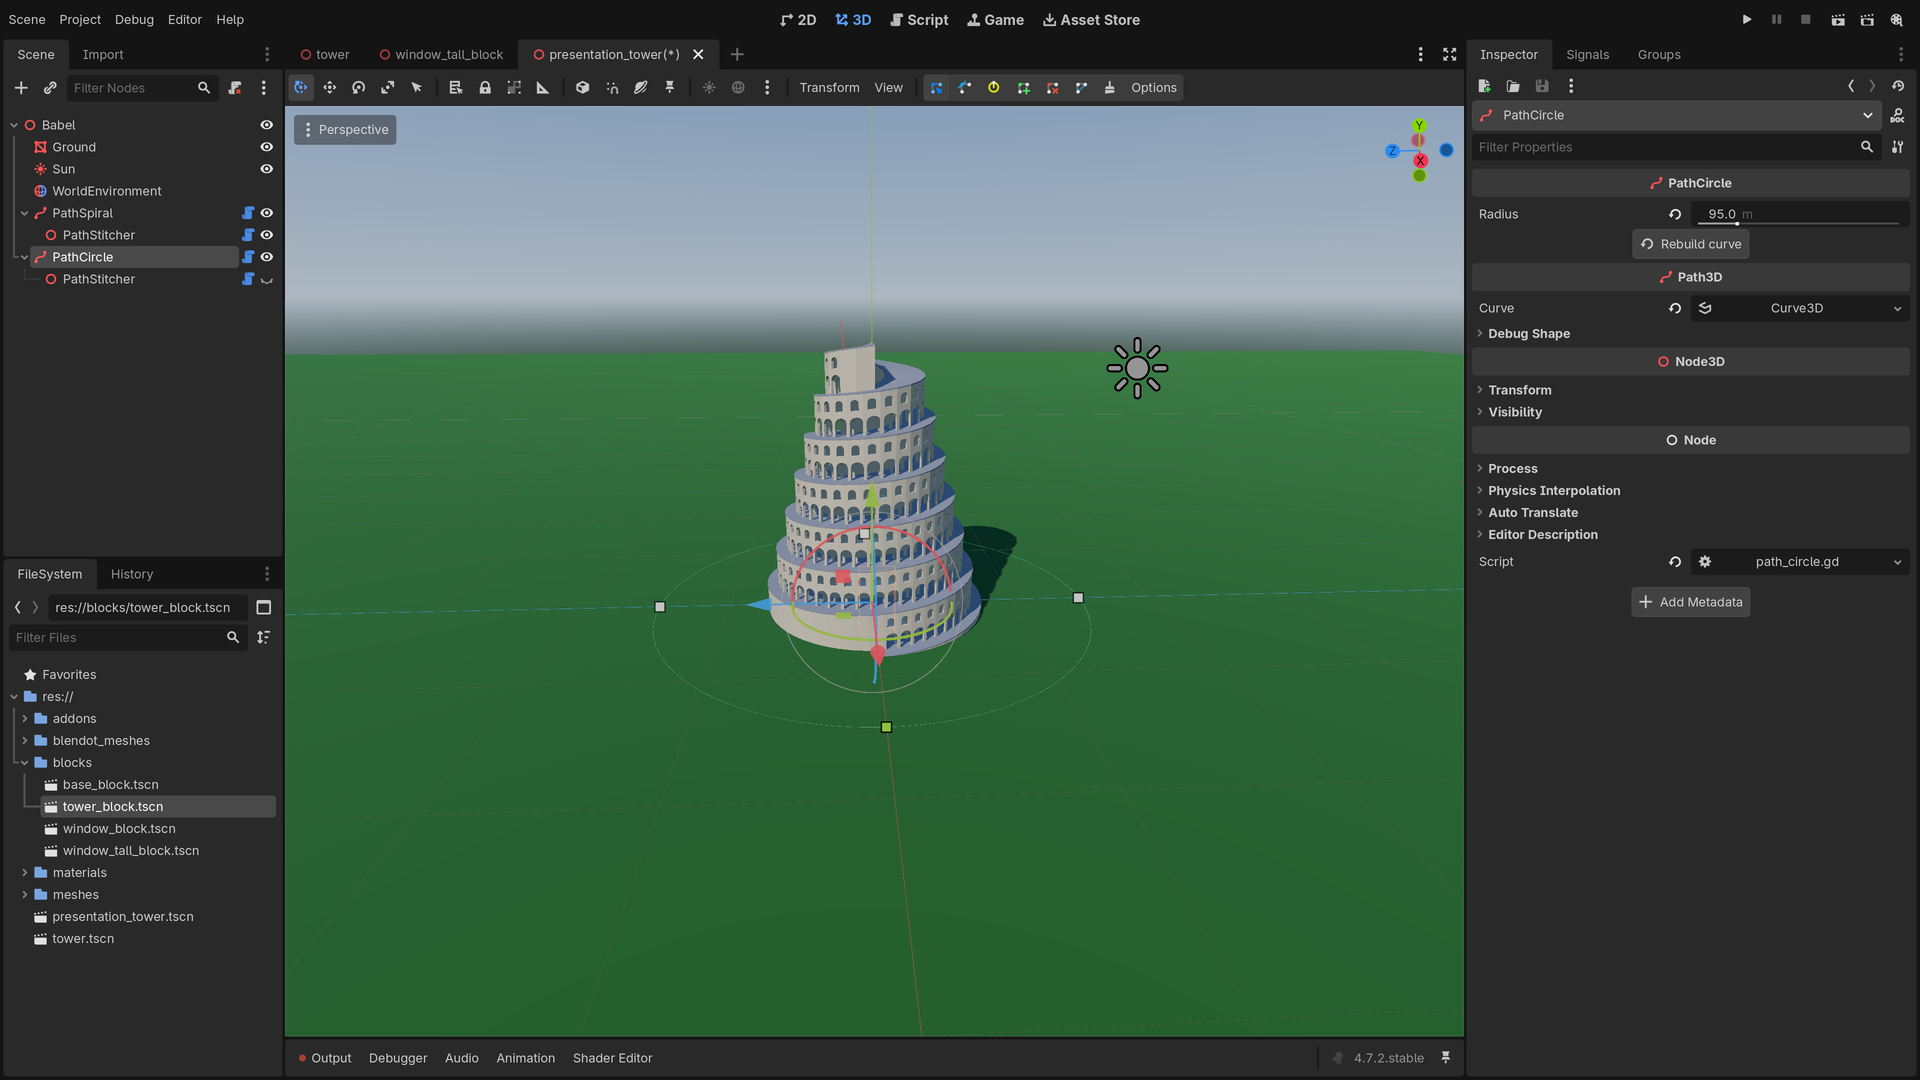 Scene Project Debug Editor Help
2D 3D Script Game Asset Store
Scene Import
Filter Nodes
Babel
Ground
Sun
WorldEnvironment
PathSpiral
PathStitcher
PathCircle
PathStitcher
FileSystem History
res://blocks/tower_block.tscn
Filter Files
Favorites
res://
addons
blendot_meshes
blocks
base_block.tscn
tower_block.tscn
window_block.tscn
window_tall_block.tscn
materials
meshes
presentation_tower.tscn
tower.tscn
tower window_tall_block presentation_tower(*)
Transform View Options
Perspective
Y
Z
X
Output Debugger Audio Animation Shader Editor
4.7.2.stable
Inspector Signals Groups
PathCircle
DOC
Filter Properties
PathCircle
Radius 95.0 m
Rebuild curve
Path3D
Curve Curve3D
Debug Shape
Node3D
Transform
Visibility
Node
Process
Physics Interpolation
Auto Translate
Editor Description
Script path_circle.gd
Add Metadata